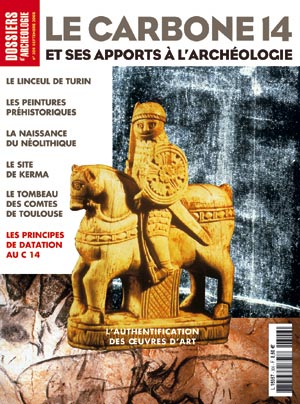 DOSSIERS
D'ARCHÉOLOGIE
LE CARBONE 14
ET SES APPORTS À L'ARCHÉOLOGIE
LE LINCEUL DE TURIN
LES PEINTURES
PRÉHISTORIQUES
LA NAISSANCE
DU NÉOLITHIQUE
LE SITE
DE KERMA
LE TOMBEAU
DES COMTES
DE TOULOUSE
LES PRINCIPES
DE DATATION
AU C 14
L'AUTHENTIFICATION
DES ŒUVRES D'ART